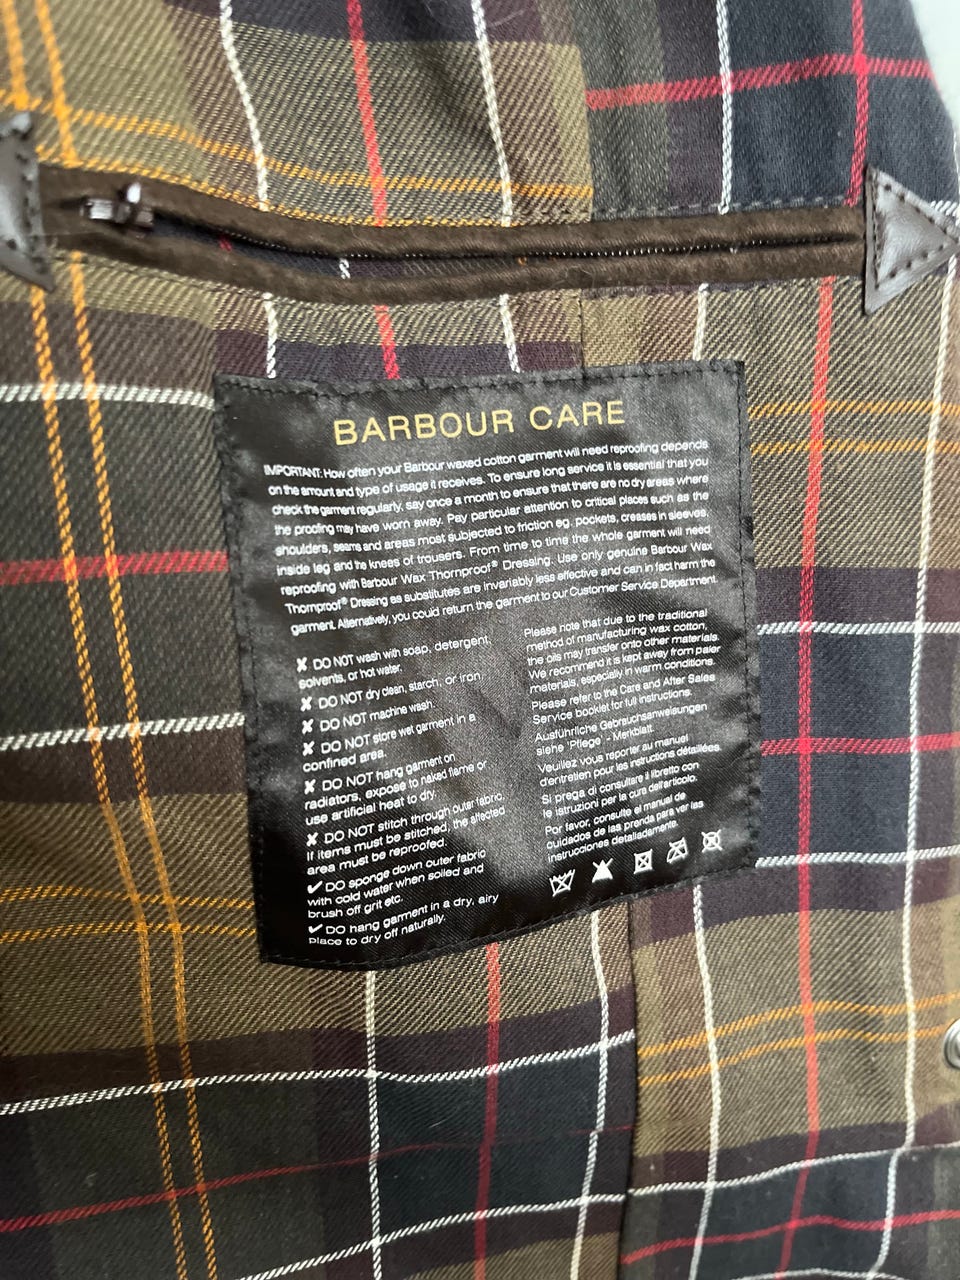 BARBOUR CARE
IMPORTANT: How often your Barbour waxed cotton garment will need reproofing depends
on the amount and type of usage it receives. To ensure long service it is essential that you
check the garment regularly, say once a month to ensure that there are no dry areas where
the proofing may have worn away. Pay particular attention to critical places such as the
shoulders, seams and areas most subjected to friction eg. pockets, creases in sleeves,
inside leg and the knees of trousers. From time to time the whole garment will need
reproofing with Barbour Wax Thornproof® Dressing. Use only genuine Barbour Wax
Thornproof® Dressing as substitutes are invariably less effective and can in fact harm the
garment. Alternatively, you could return the garment to our Customer Service Department.
✘ DO NOT wash with soap, detergent,
solvents, or hot water.
✘ DO NOT dry clean, starch, or iron.
✘ DO NOT machine wash.
✘ DO NOT store wet garment in a
confined area.
✘ DO NOT hang garment on
radiators, expose to naked flame or
use artificial heat to dry.
✘ DO NOT stitch through outer fabric.
If items must be stitched, the affected
area must be reproofed.
✔ DO sponge down outer fabric
with cold water when soiled and
brush off grit etc.
✔ DO hang garment in a dry, airy
place to dry off naturally.
Please note that due to the traditional
method of manufacturing wax cotton,
the oils may transfer onto other materials.
We recommend it is kept away from paler
materials, especially in warm conditions.
Please refer to the Care and After Sales
Service booklet for full instructions.
Ausführliche Gebrauchsanweisungen
siehe 'Pflege' - Merkblatt.
Veuillez vous reporter au manuel
d'entretien pour les instructions détaillées.
Si prega di consultare il libretto con
le istruzioni per la cura dell'articolo.
Por favor, consulte el manual de
cuidados de las prenda para ver las
instrucciones detalladamente.